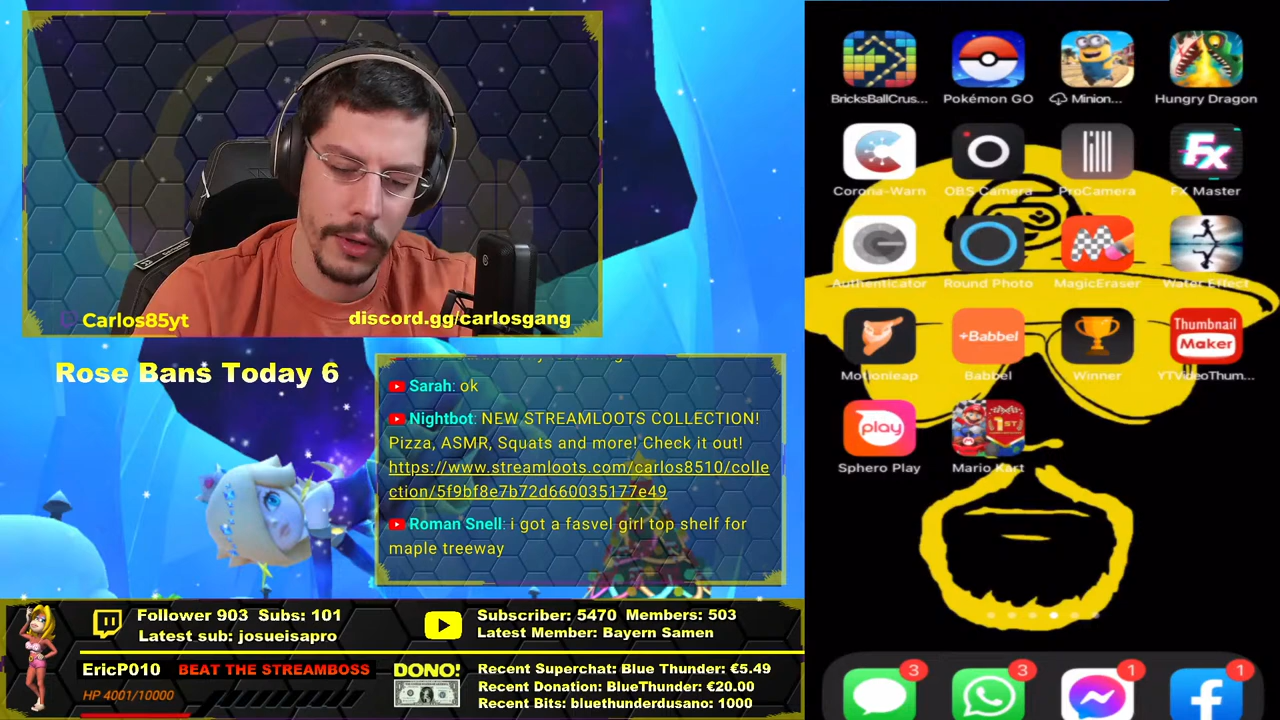 Carlos85yt
discord.gg/carlosgang
Rose Bans Today 6
Sarah: ok
Nightbot: NEW STREAMLOOTS COLLECTION!
Pizza, ASMR, Squats and more! Check it out!
https://www.streamloots.com/carlos8510/colle
ction/5f9bf8e7b72d660035177e49
Roman Snell: i got a fasvel girl top shelf for
maple treeway
Follower 903 Subs: 101
Latest sub: josueisapro
Subscriber: 5470 Members: 503
Latest Member: Bayern Samen
EricP010 BEAT THE STREAMBOSS
HP 4001/10000
DONO!
Recent Superchat: Blue Thunder: €5.49
Recent Donation: BlueThunder: €20.00
Recent Bits: bluethunderdusano: 1000
BricksBallCrus... Pokémon GO Minion... Hungry Dragon
Fx
Corona-Warn OBS Camera ProCamera FX Master
Authenticator Round Photo MagicEraser Water Effect
+Babbel
Thumbnail
Maker
Motionleap Babbel Winner YTVideoThum...
play
1ST
Sphero Play Mario Kart
3 3 1 1